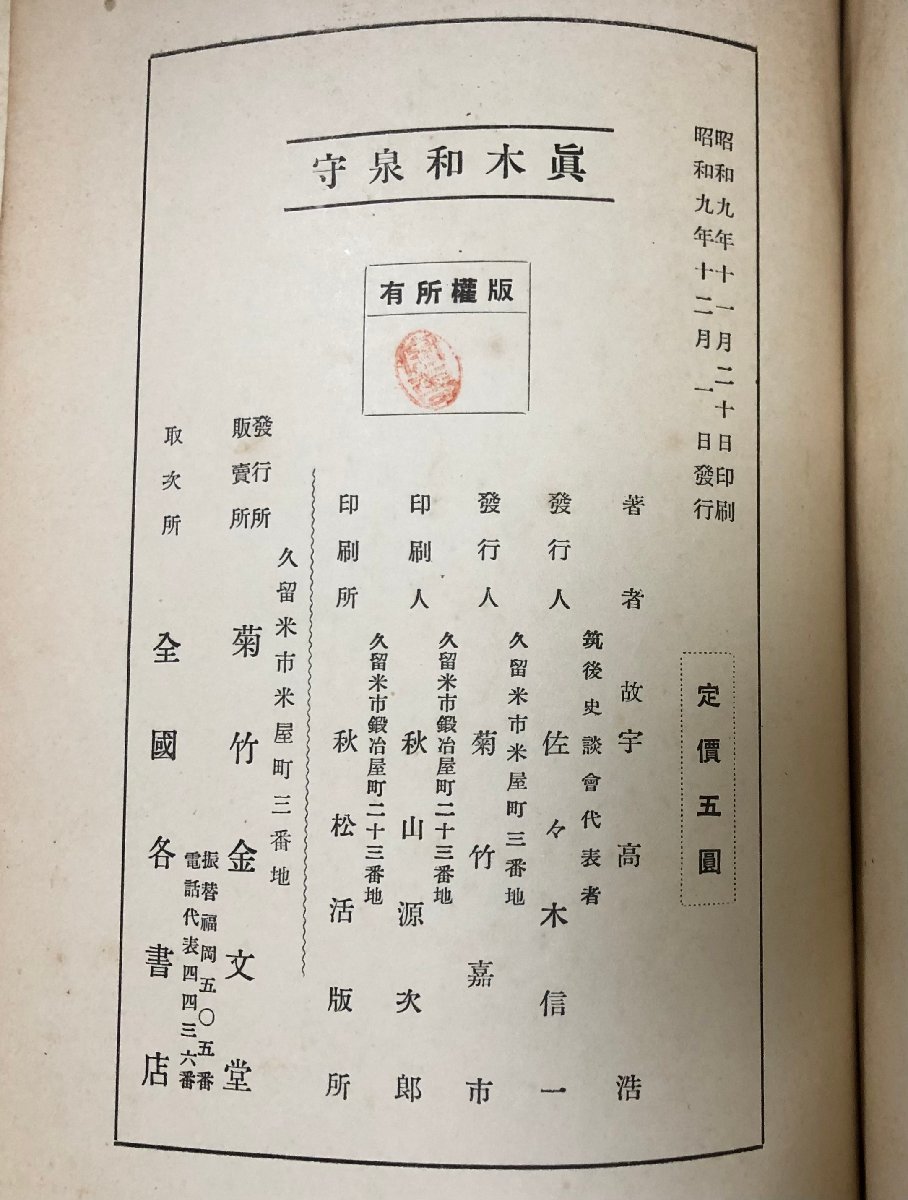 昭和九年十一月二十日印刷
昭和九年十二月一日發行
定價五圓
眞木和泉守
版權所有
著者 故宇高浩
筑後史談會代表者
發行人 佐々木信一
久留米市米屋町三番地
發行人 菊竹嘉市
久留米市鍛冶屋町二十三番地
印刷人 秋山源次郎
久留米市鍛冶屋町二十三番地
印刷所 秋松活版所
久留米市米屋町三番地
發行所
販賣所
菊竹金文堂
振替福岡五〇五番
電話代表四四三六番
取次所 全國各書店